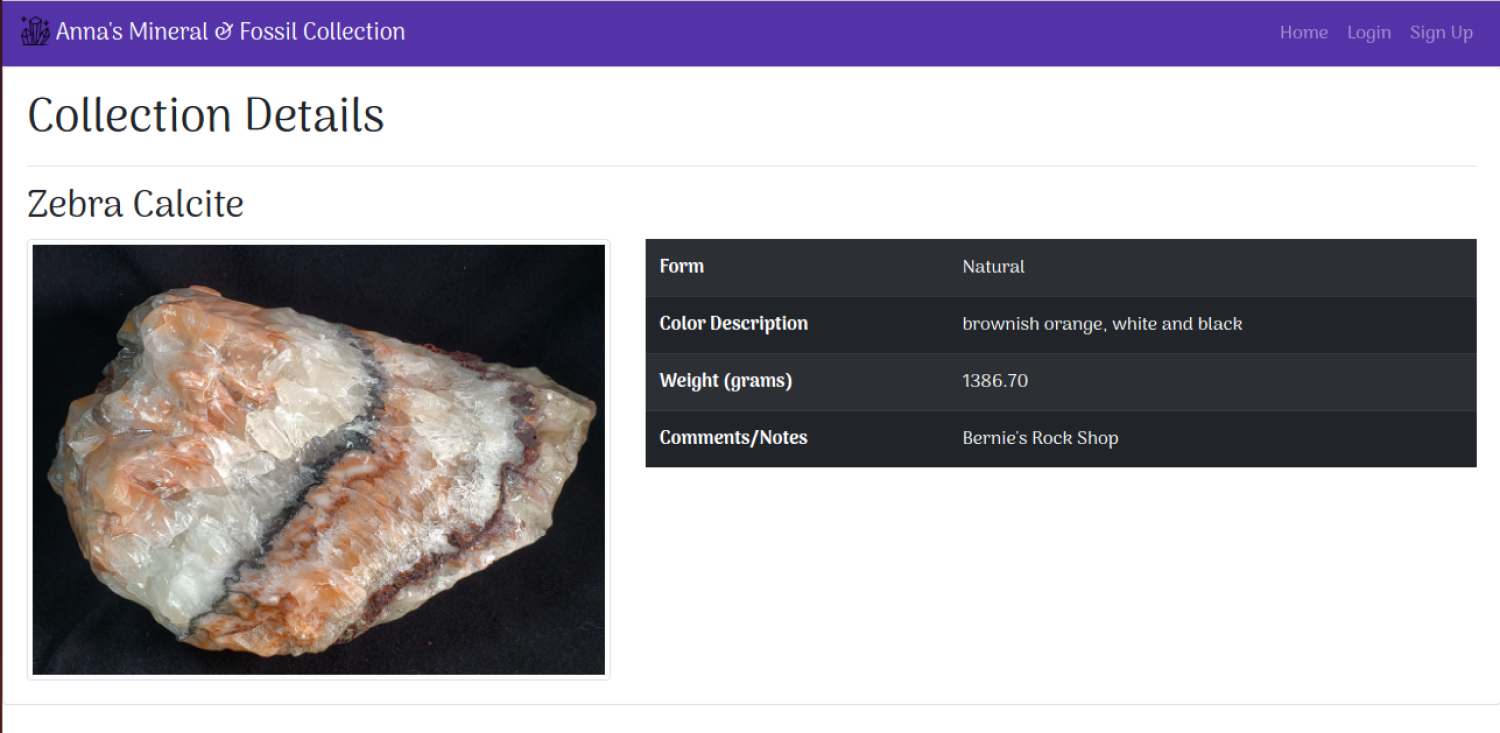 Anna's Mineral & Fossil Collection
Home Login Sign Up
Collection Details
Zebra Calcite
Form Natural
Color Description brownish orange, white and black
Weight (grams) 1386.70
Comments/Notes Bernie's Rock Shop